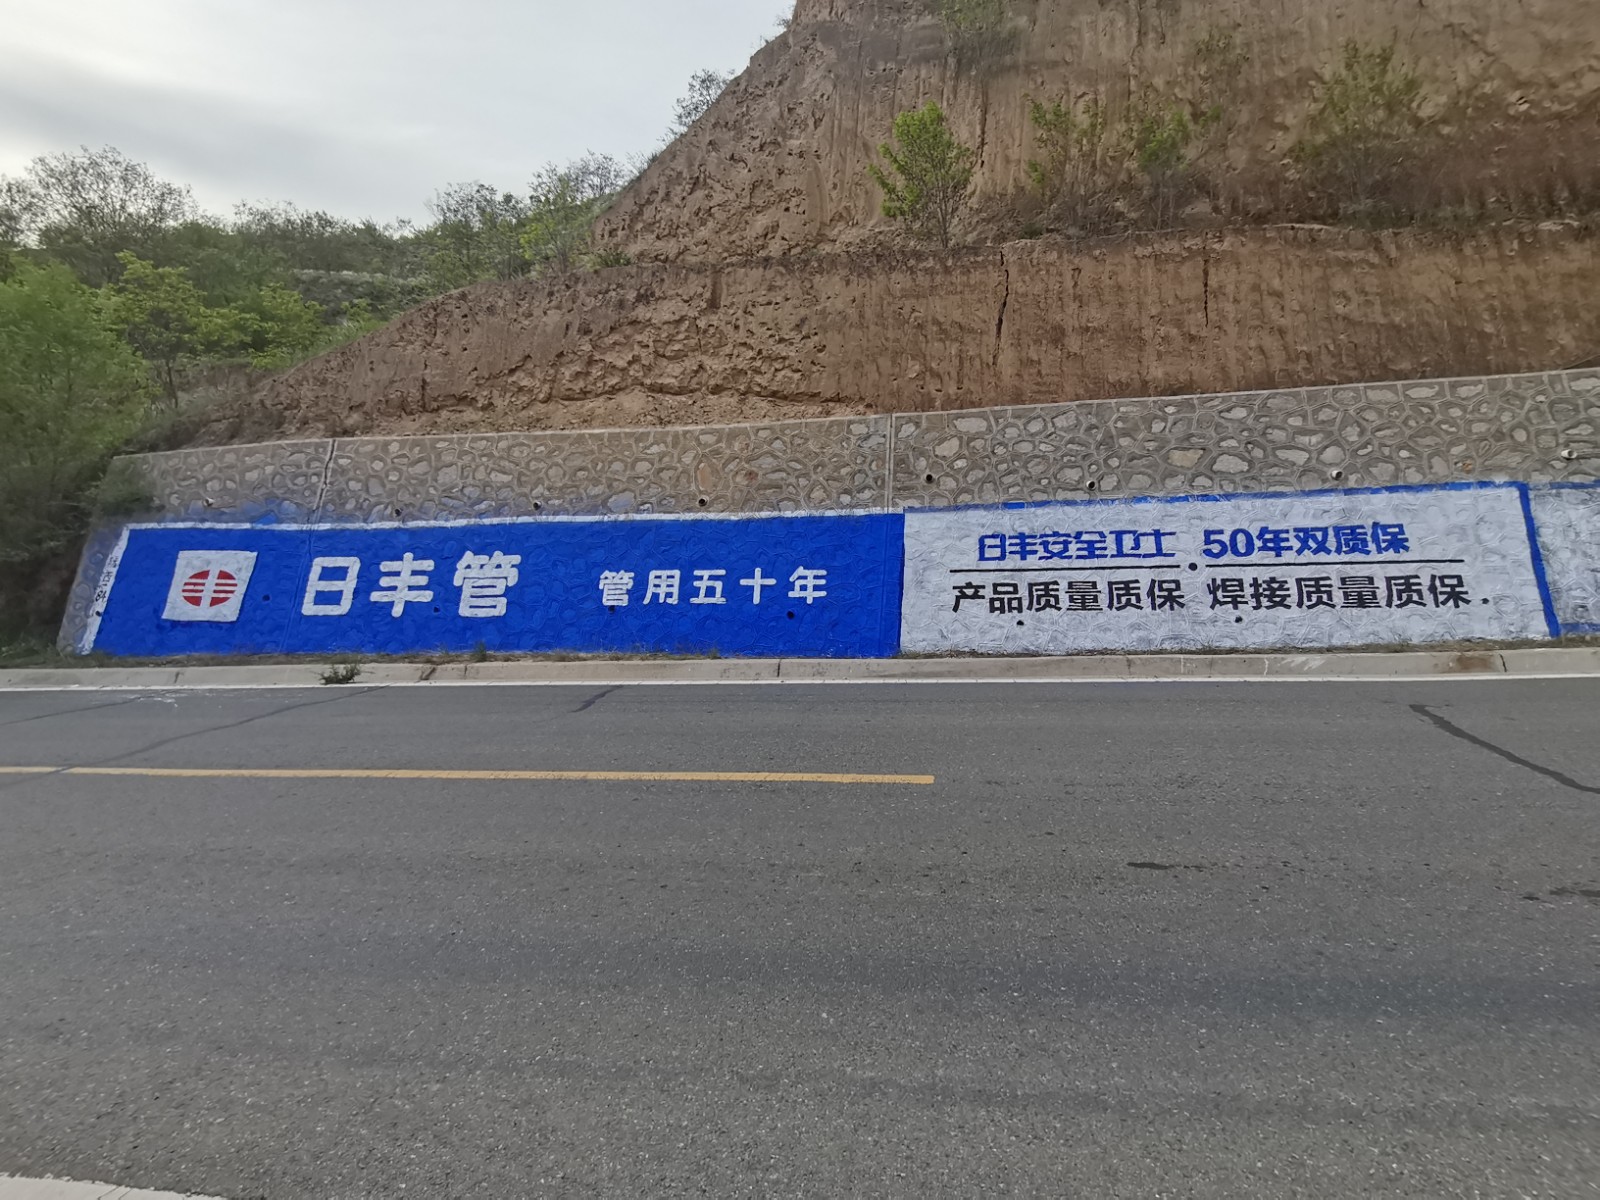 日丰管 管用五十年
日丰安全卫士 50年双质保
产品质量质保 焊接质量质保